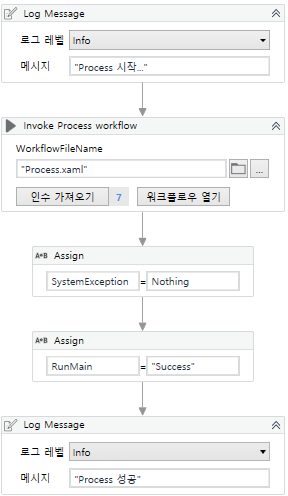 Log Message
로그 레벨 Info
메시지 "Process 시작..."
Invoke Process workflow
WorkflowFileName
"Process.xaml" ...
인수 가져오기 7 워크플로우 열기
A+B Assign
SystemException = Nothing
A+B Assign
RunMain = "Success"
Log Message
로그 레벨 Info
메시지 "Process 성공"